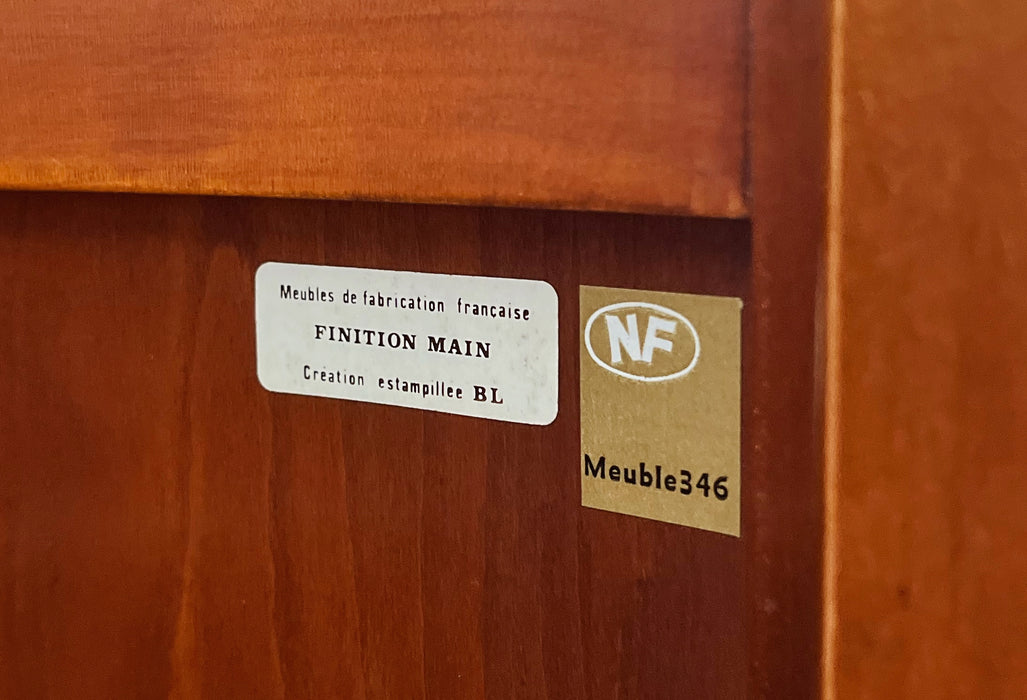 Meubles de fabrication française
FINITION MAIN
Création estampillée BL
NF
Meuble346